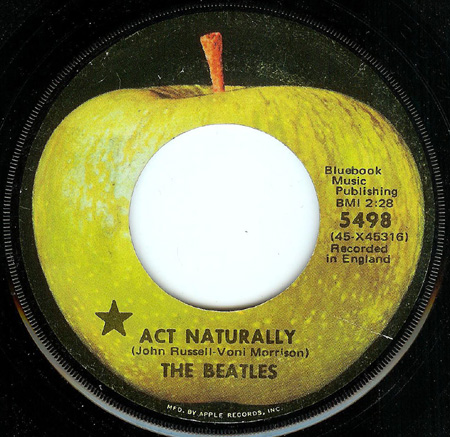 Bluebook
Music
Publishing
BMI 2:28
5498
(45-X45316)
Recorded
in England
ACT NATURALLY
(John Russell-Voni Morrison)
THE BEATLES
MFD. BY APPLE RECORDS, INC.